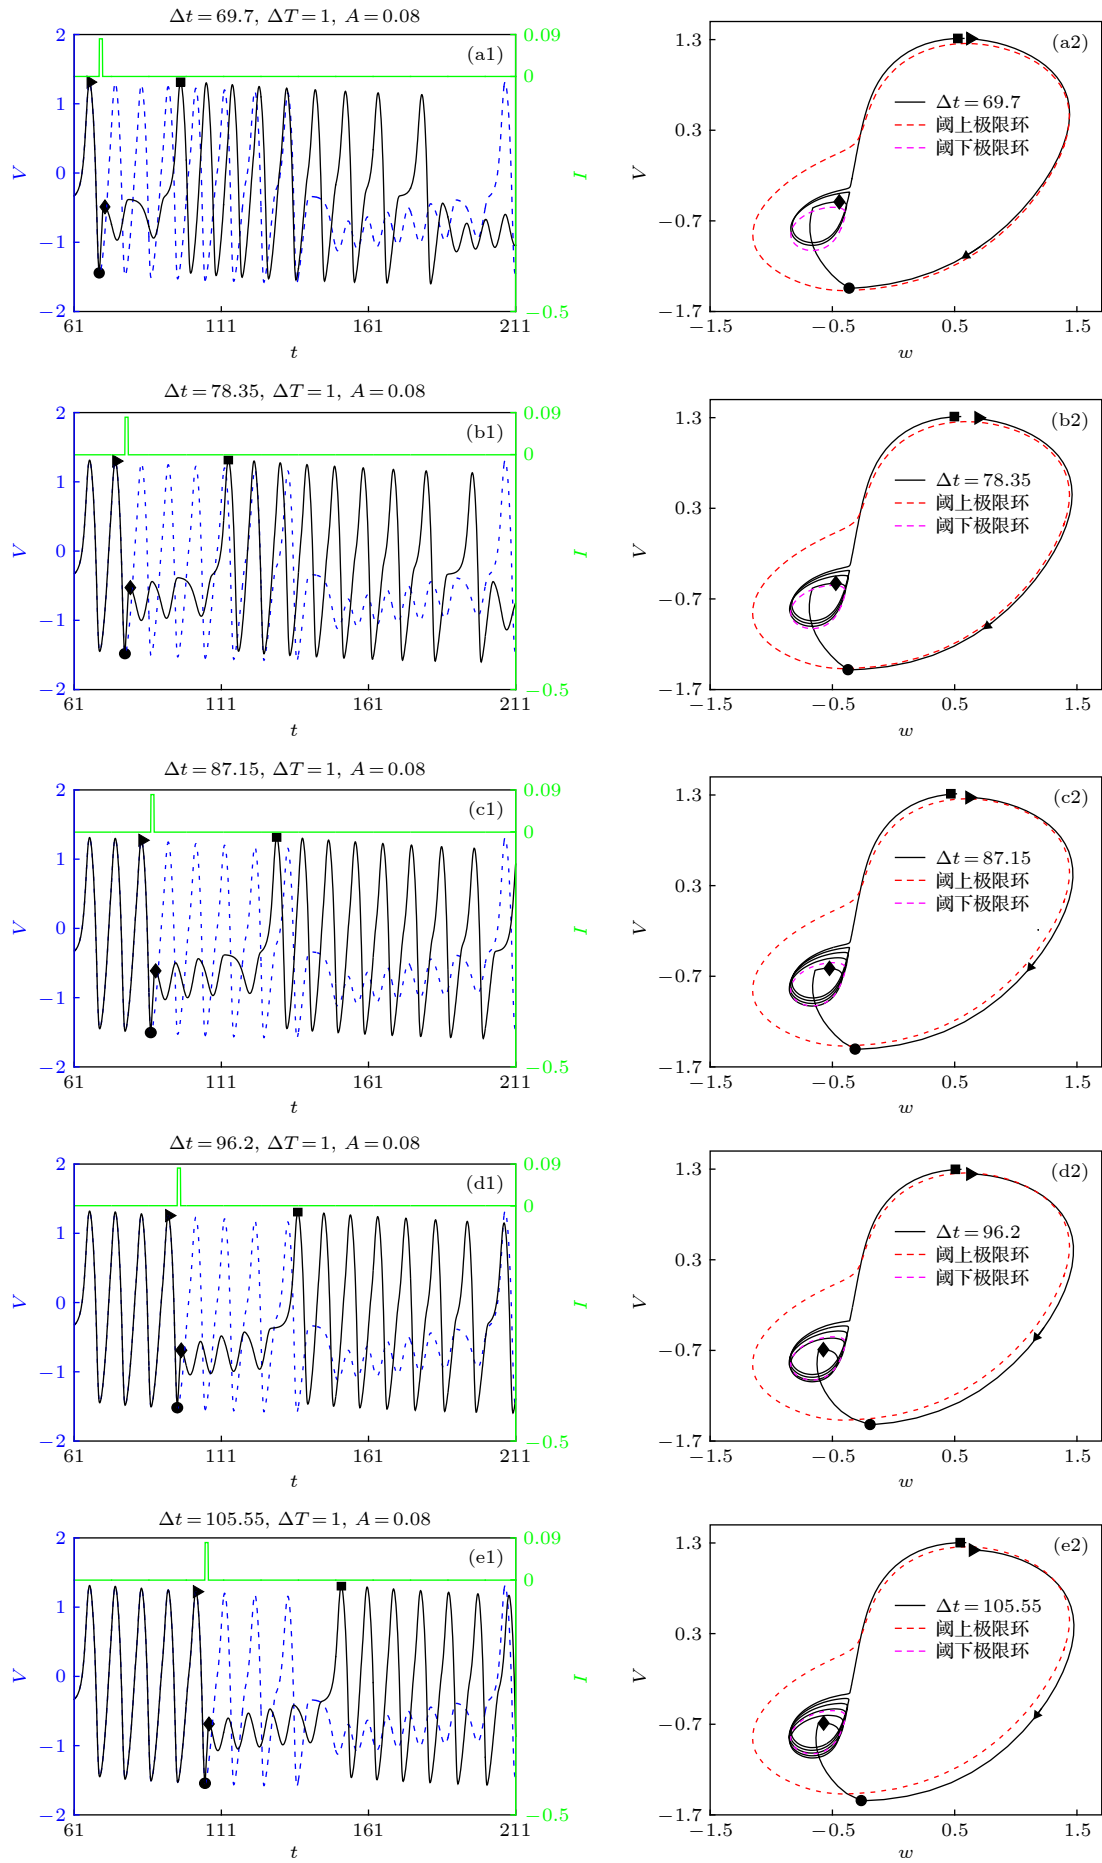 Δt = 69.7, ΔT = 1, A = 0.08
(a1)
2
1
0
−1
−2
V
0.09
0
−0.5
I
61
111
161
211
t
(a2)
1.3
0.3
−0.7
−1.7
V
Δt = 69.7
阈上极限环
阈下极限环
−1.5
−0.5
0.5
1.5
w
Δt = 78.35, ΔT = 1, A = 0.08
(b1)
2
1
0
−1
−2
V
0.09
0
−0.5
I
61
111
161
211
t
(b2)
1.3
0.3
−0.7
−1.7
V
Δt = 78.35
阈上极限环
阈下极限环
−1.5
−0.5
0.5
1.5
w
Δt = 87.15, ΔT = 1, A = 0.08
(c1)
2
1
0
−1
−2
V
0.09
0
−0.5
I
61
111
161
211
t
(c2)
1.3
0.3
−0.7
−1.7
V
Δt = 87.15
阈上极限环
阈下极限环
−1.5
−0.5
0.5
1.5
w
Δt = 96.2, ΔT = 1, A = 0.08
(d1)
2
1
0
−1
−2
V
0.09
0
−0.5
I
61
111
161
211
t
(d2)
1.3
0.3
−0.7
−1.7
V
Δt = 96.2
阈上极限环
阈下极限环
−1.5
−0.5
0.5
1.5
w
Δt = 105.55, ΔT = 1, A = 0.08
(e1)
2
1
0
−1
−2
V
0.09
0
−0.5
I
61
111
161
211
t
(e2)
1.3
0.3
−0.7
−1.7
V
Δt = 105.55
阈上极限环
阈下极限环
−1.5
−0.5
0.5
1.5
w